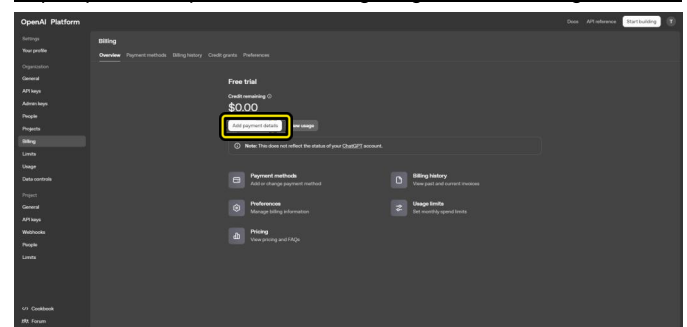 OpenAI Platform
Docs API reference Start building T
Settings
Your profile
Organization
General
API keys
Admin keys
People
Projects
Billing
Limits
Usage
Data controls
Project
General
API keys
Webhooks
People
Limits
Cookbook
Forum
Billing
Overview Payment methods Billing history Credit grants Preferences
Free trial
Credit remaining
$0.00
Add payment details usage
Note: This does not reflect the status of your ChatGPT account.
Payment methods
Add or change payment method
Billing history
View past and current invoices
Preferences
Manage billing information
Usage limits
Set monthly spend limits
Pricing
View pricing and FAQs